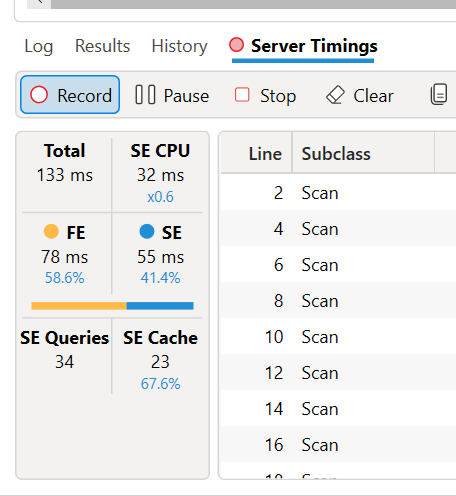 Log Results History Server Timings
Record Pause Stop Clear
Total SE CPU
133 ms 32 ms
x0.6
FE SE
78 ms 55 ms
58.6% 41.4%
SE Queries SE Cache
34 23
67.6%
Line Subclass
2 Scan
4 Scan
6 Scan
8 Scan
10 Scan
12 Scan
14 Scan
16 Scan